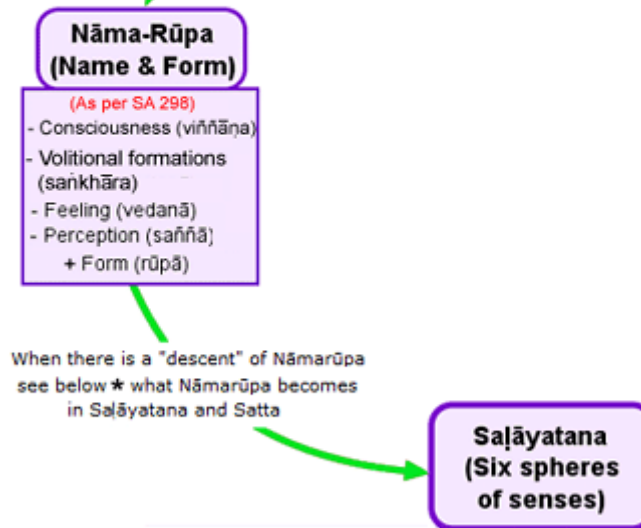 Nāma-Rūpa
(Name & Form)
(As per SA 298)
- Consciousness (viññāṇa)
- Volitional formations
(saṅkhāra)
- Feeling (vedanā)
- Perception (saññā)
+ Form (rūpā)
When there is a "descent" of Nāmarūpa
see below * what Nāmarūpa becomes
in Saḷāyatana and Satta
Saḷāyatana
(Six spheres
of senses)